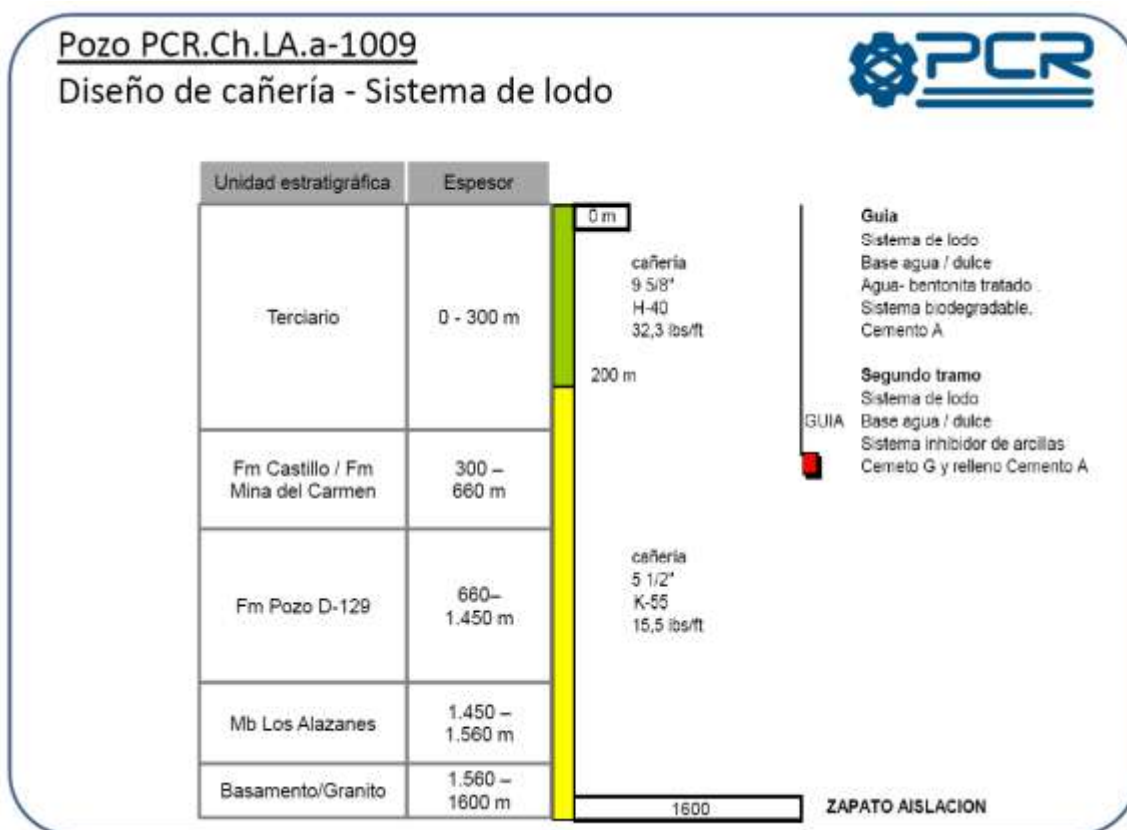 Pozo PCR.Ch.LA.a-1009
Diseño de cañería - Sistema de lodo
PCR
Unidad estratigráfica
Espesor
Terciario
0 - 300 m
Fm Castillo / Fm
Mina del Carmen
300 –
660 m
Fm Pozo D-129
660–
1.450 m
Mb Los Alazanes
1.450 –
1.560 m
Basamento/Granito
1.560 –
1600 m
0 m
cañería
9 5/8"
H-40
32,3 lbs/ft
200 m
cañería
5 1/2"
K-55
15,5 lbs/ft
1600
ZAPATO AISLACION
GUIA
Guia
Sistema de lodo
Base agua / dulce
Agua- bentonita tratado .
Sistema biodegradable.
Cemento A
Segundo tramo
Sistema de lodo
Base agua / dulce
Sistema inhibidor de arcillas
Cemeto G y relleno Cemento A